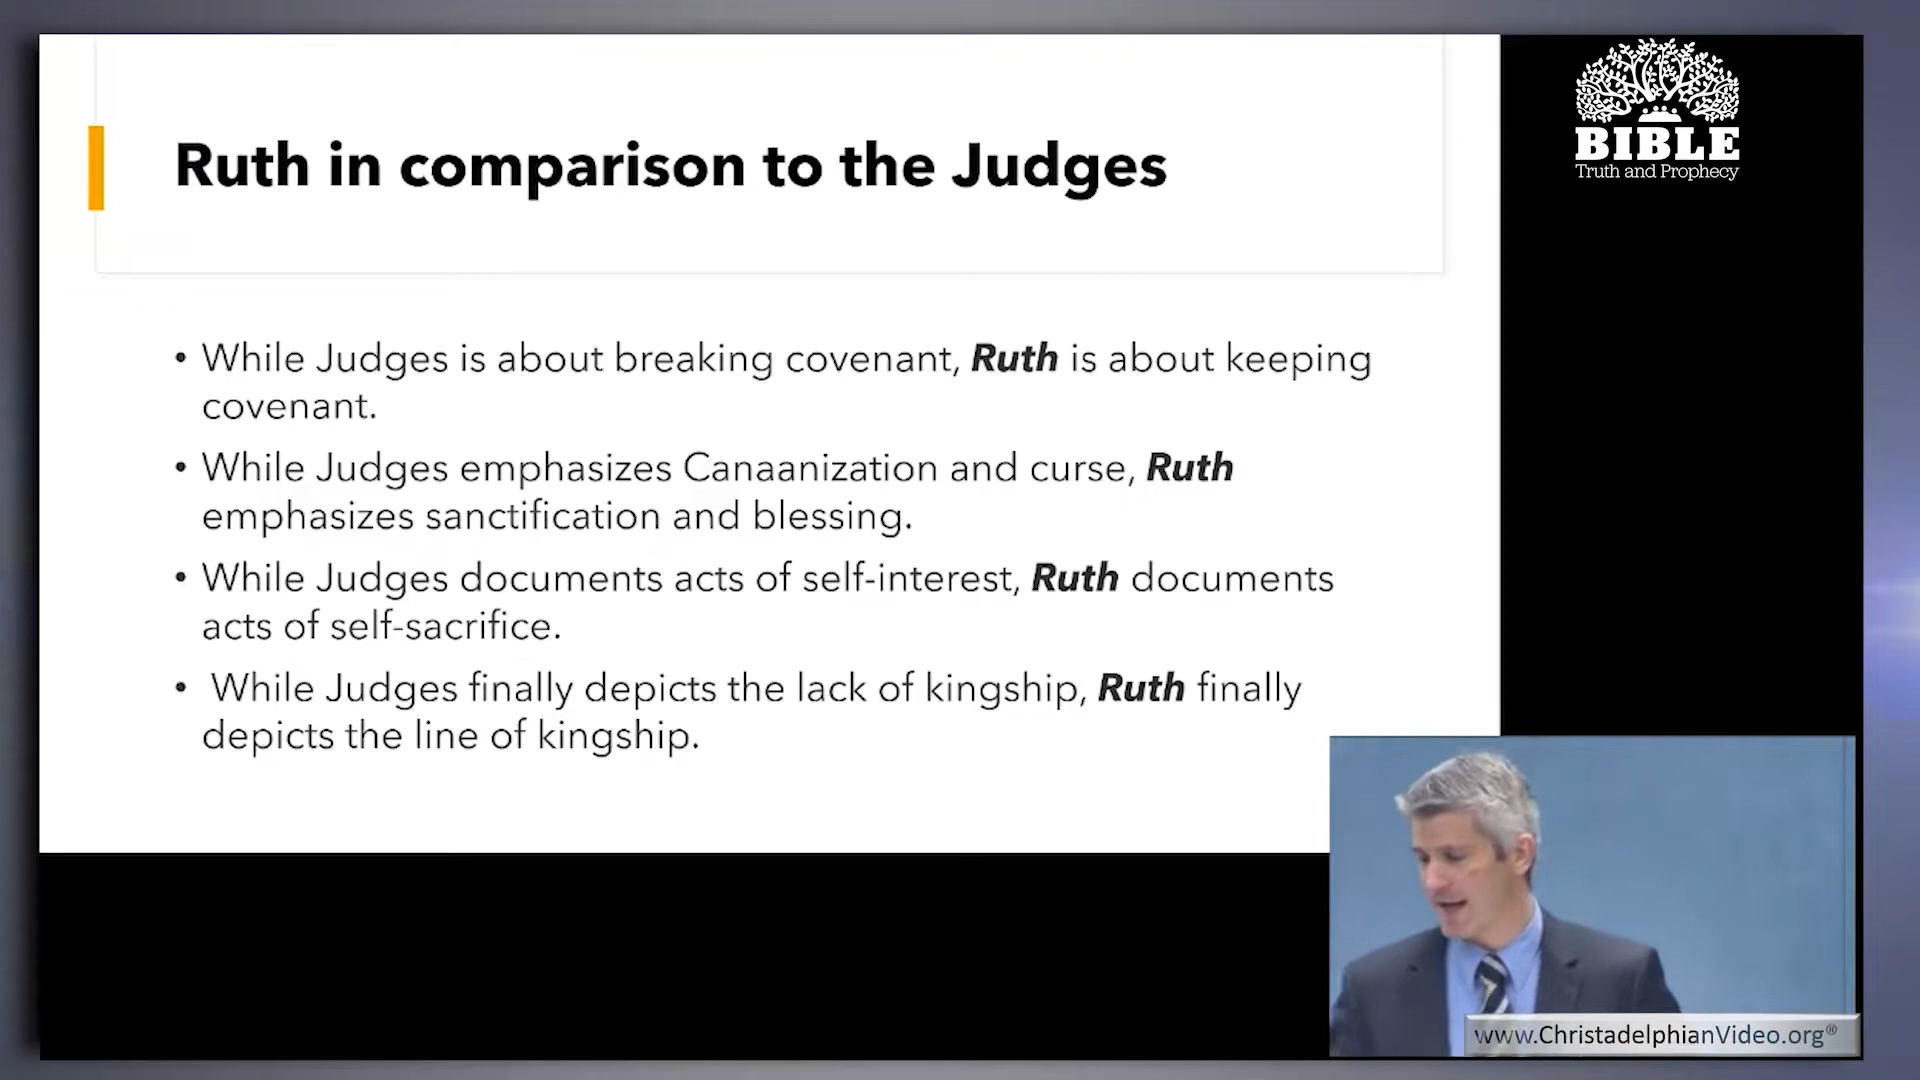 Ruth in comparison to the Judges
• While Judges is about breaking covenant, Ruth is about keeping
covenant.
• While Judges emphasizes Canaanization and curse, Ruth
emphasizes sanctification and blessing.
• While Judges documents acts of self-interest, Ruth documents
acts of self-sacrifice.
• While Judges finally depicts the lack of kingship, Ruth finally
depicts the line of kingship.
BIBLE
Truth and Prophecy
www.ChristadelphianVideo.org®